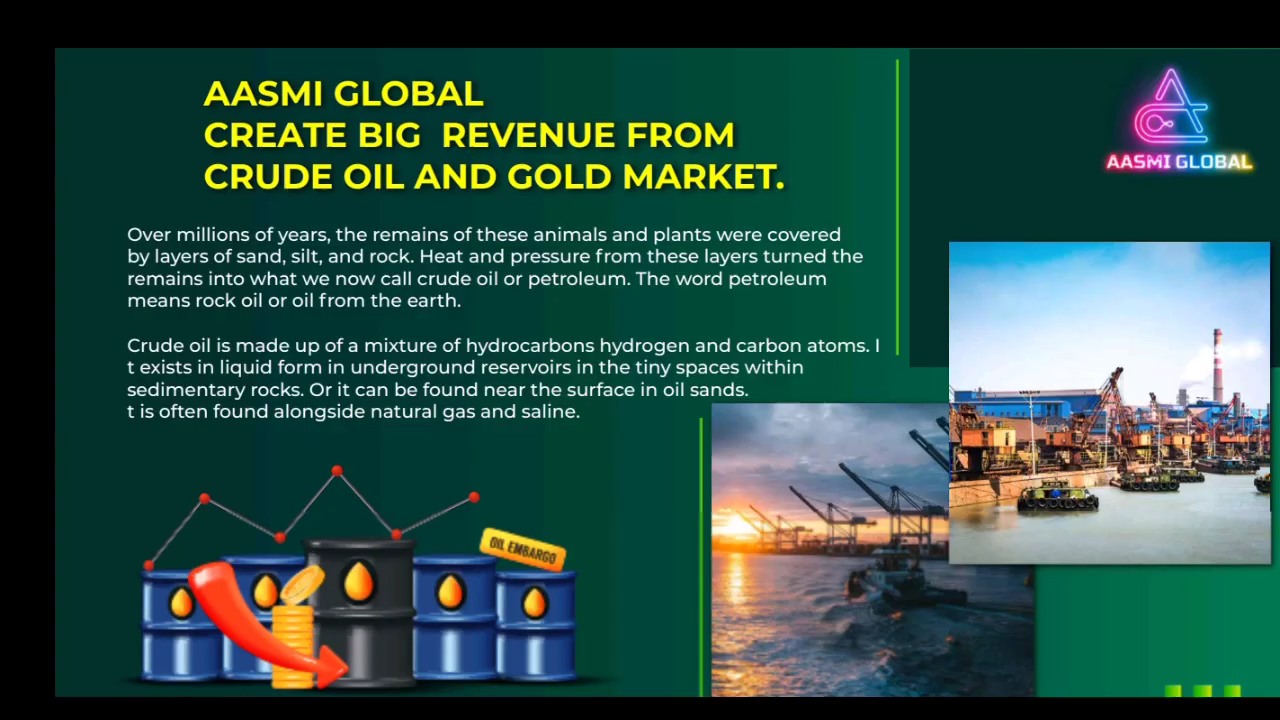 AASMI GLOBAL
CREATE BIG REVENUE FROM
CRUDE OIL AND GOLD MARKET.
AASMI GLOBAL
Over millions of years, the remains of these animals and plants were covered
by layers of sand, silt, and rock. Heat and pressure from these layers turned the
remains into what we now call crude oil or petroleum. The word petroleum
means rock oil or oil from the earth.
Crude oil is made up of a mixture of hydrocarbons hydrogen and carbon atoms. I
t exists in liquid form in underground reservoirs in the tiny spaces within
sedimentary rocks. Or it can be found near the surface in oil sands.
t is often found alongside natural gas and saline.
OIL EMBARGO